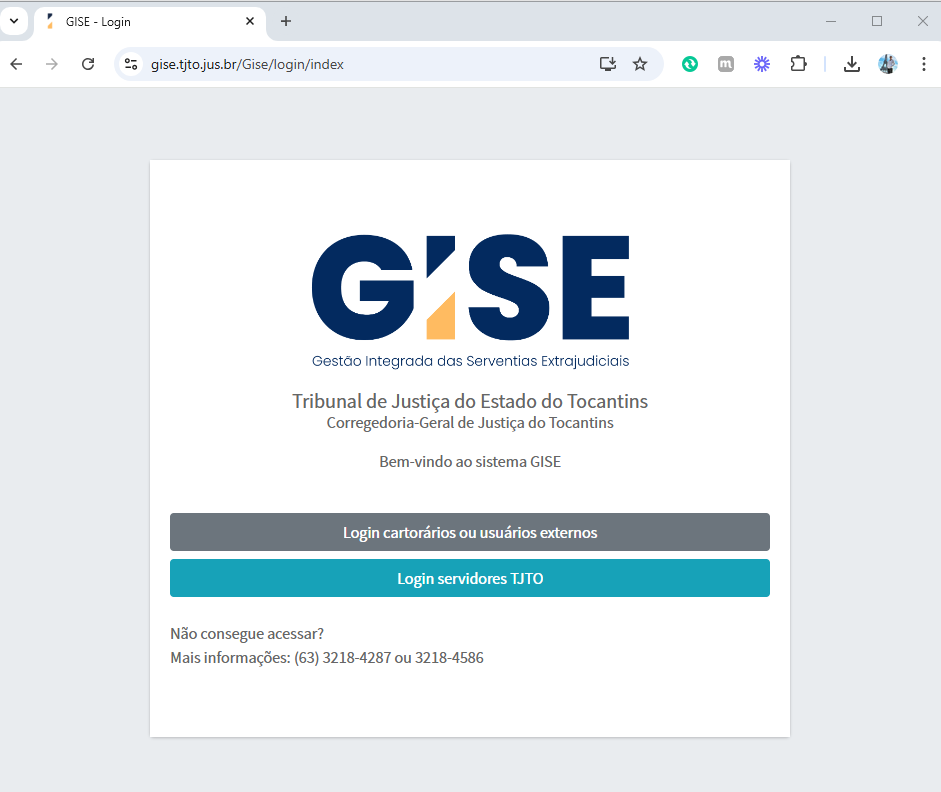 GISE - Login
gise.tjto.jus.br/Gise/login/index
m
GISE
Gestão Integrada das Serventias Extrajudiciais
Tribunal de Justiça do Estado do Tocantins
Corregedoria-Geral de Justiça do Tocantins
Bem-vindo ao sistema GISE
Login cartorários ou usuários externos
Login servidores TJTO
Não consegue acessar?
Mais informações: (63) 3218-4287 ou 3218-4586